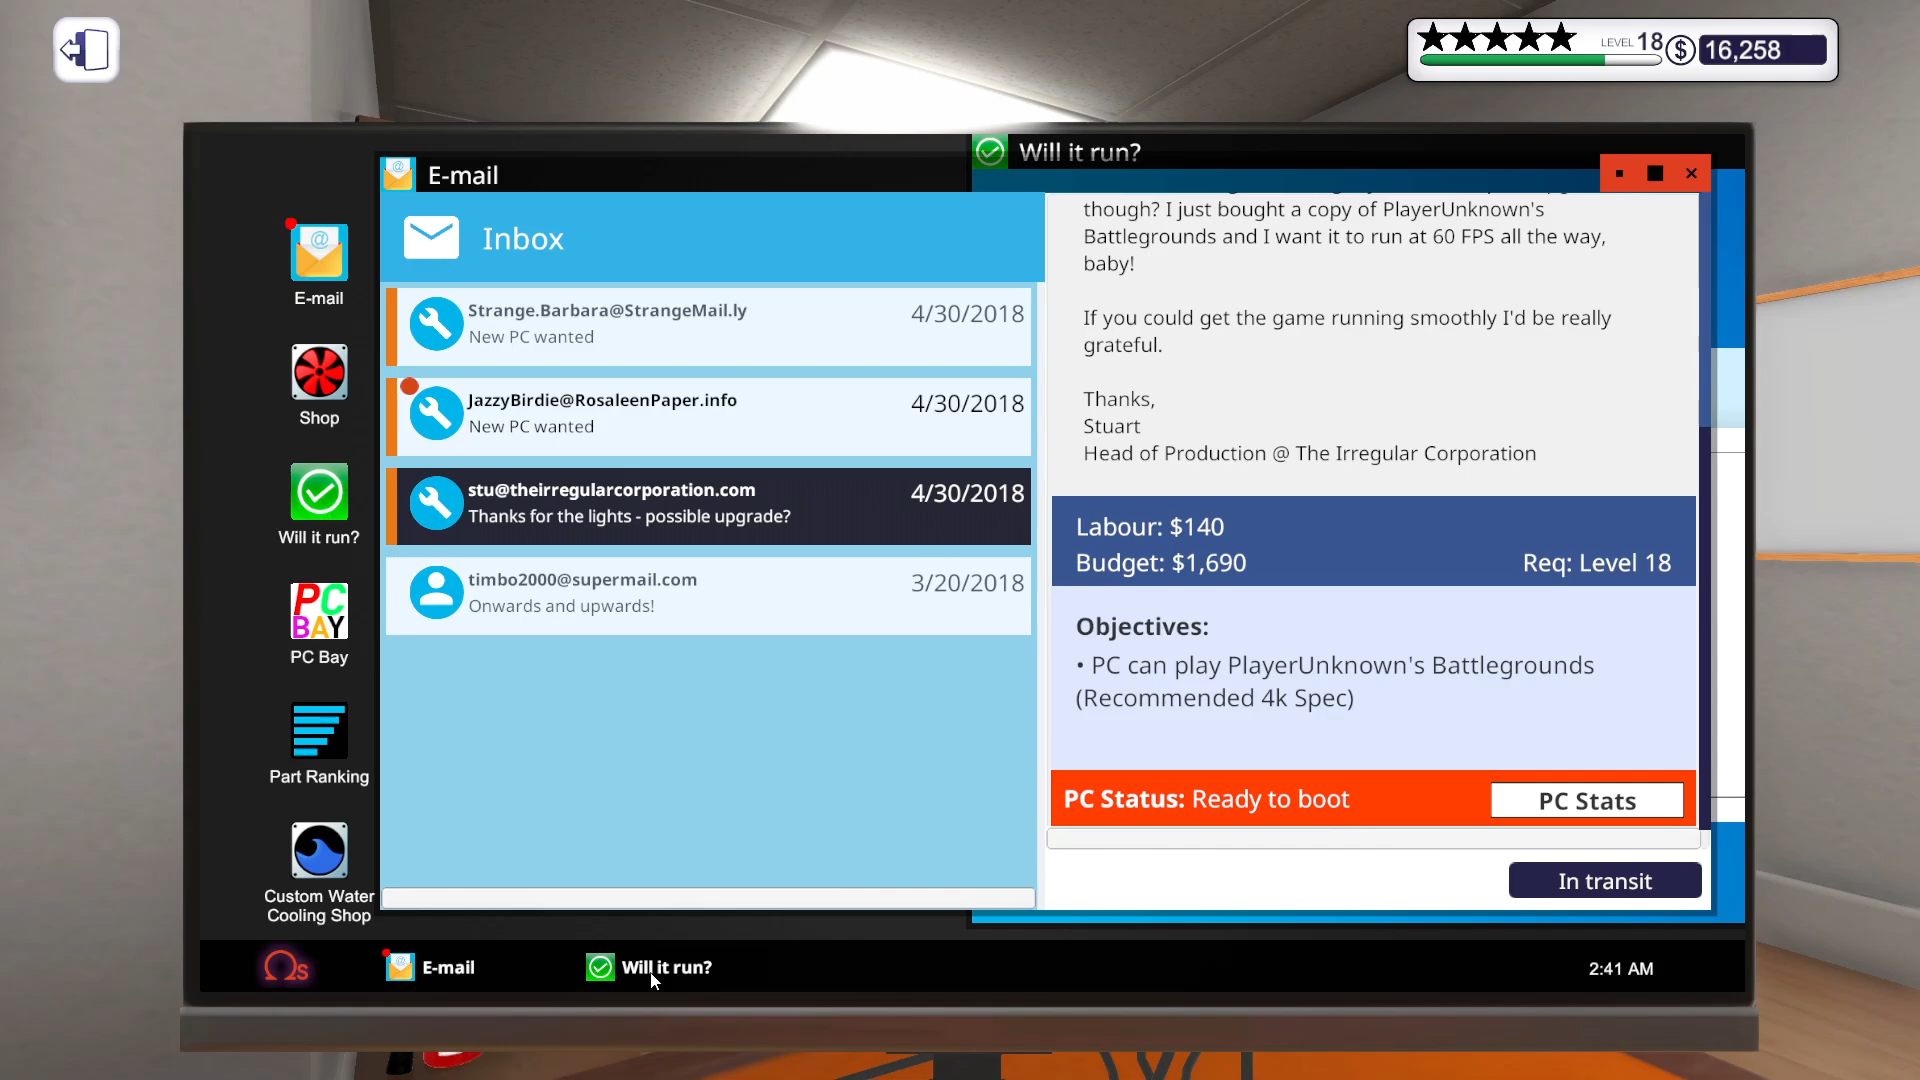 LEVEL 18
$ 16,258
Will it run?
E-mail
Inbox
E-mail
Shop
Will it run?
PC BAY
PC Bay
Part Ranking
Custom Water
Cooling Shop
Strange.Barbara@StrangeMail.ly
4/30/2018
New PC wanted
JazzyBirdie@RosaleenPaper.info
4/30/2018
New PC wanted
stu@theirregularcorporation.com
4/30/2018
Thanks for the lights - possible upgrade?
timbo2000@supermail.com
3/20/2018
Onwards and upwards!
though? I just bought a copy of PlayerUnknown's
Battlegrounds and I want it to run at 60 FPS all the way,
baby!
If you could get the game running smoothly I'd be really
grateful.
Thanks,
Stuart
Head of Production @ The Irregular Corporation
Labour: $140
Budget: $1,690
Req: Level 18
Objectives:
• PC can play PlayerUnknown's Battlegrounds
(Recommended 4k Spec)
PC Status: Ready to boot
PC Stats
In transit
Ωs
E-mail
Will it run?
2:41 AM